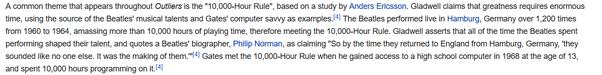 A common theme that appears throughout Outliers is the "10,000-Hour Rule", based on a study by Anders Ericsson. Gladwell claims that greatness requires enormous
time, using the source of the Beatles' musical talents and Gates' computer savvy as examples.[4] The Beatles performed live in Hamburg, Germany over 1,200 times
from 1960 to 1964, amassing more than 10,000 hours of playing time, therefore meeting the 10,000-Hour Rule. Gladwell asserts that all of the time the Beatles spent
performing shaped their talent, and quotes a Beatles' biographer, Philip Norman, as claiming "So by the time they returned to England from Hamburg, Germany, 'they
sounded like no one else. It was the making of them.'"[4] Gates met the 10,000-Hour Rule when he gained access to a high school computer in 1968 at the age of 13,
and spent 10,000 hours programming on it.[4]